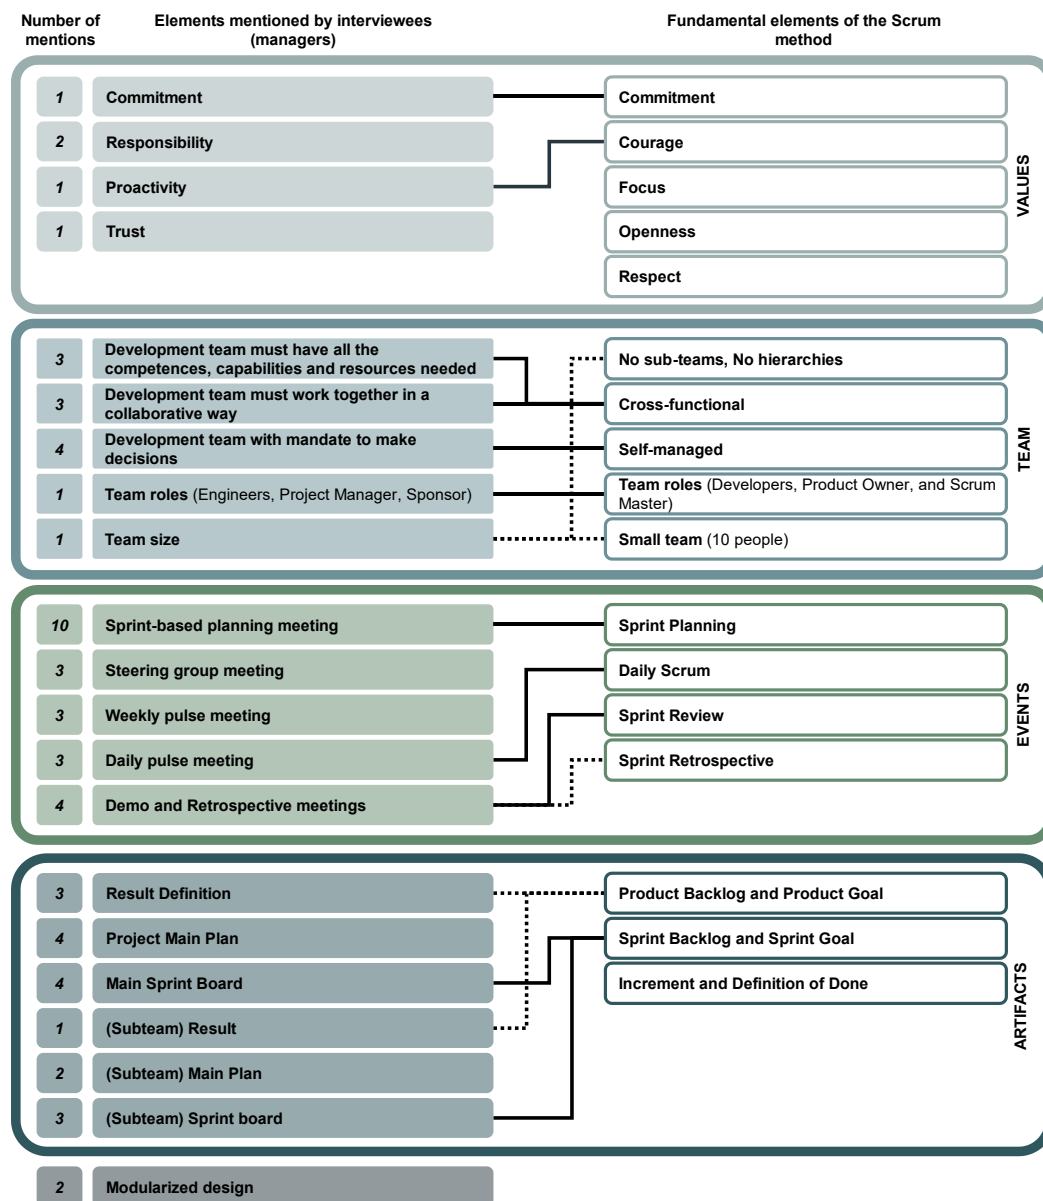 Number of mentions
Elements mentioned by interviewees (managers)
Fundamental elements of the Scrum method
1
Commitment
Commitment
2
Responsibility
Courage
1
Proactivity
Focus
1
Trust
Openness
Respect
VALUES
3
Development team must have all the
competences, capabilities and resources needed
No sub-teams, No hierarchies
3
Development team must work together in a
collaborative way
Cross-functional
4
Development team with mandate to make
decisions
Self-managed
1
Team roles (Engineers, Project Manager, Sponsor)
Team roles (Developers, Product Owner, and Scrum
Master)
1
Team size
Small team (10 people)
TEAM
10
Sprint-based planning meeting
Sprint Planning
3
Steering group meeting
Daily Scrum
3
Weekly pulse meeting
Sprint Review
3
Daily pulse meeting
Sprint Retrospective
4
Demo and Retrospective meetings
EVENTS
3
Result Definition
Product Backlog and Product Goal
4
Project Main Plan
Sprint Backlog and Sprint Goal
4
Main Sprint Board
Increment and Definition of Done
1
(Subteam) Result
2
(Subteam) Main Plan
3
(Subteam) Sprint board
ARTIFACTS
2
Modularized design